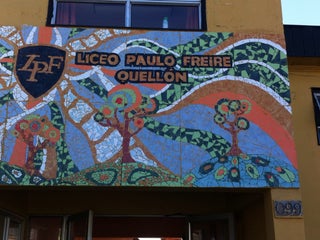 LPF
LICEO PAULO FREIRE
QUELLÓN
099